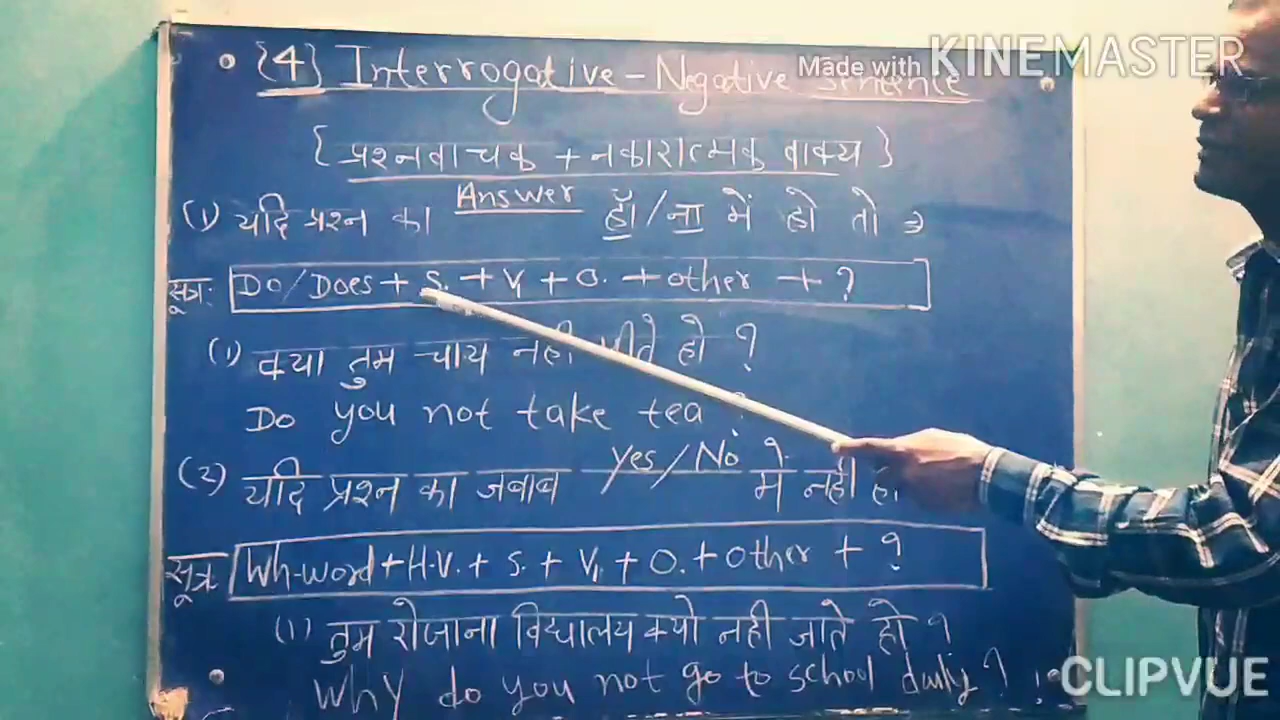 Made with KINEMASTER
{4} Interrogative - Negative Sentence
{ प्रश्नवाचक + नकारात्मक वाक्य }
(1) यदि प्रश्न का Answer हाँ/ना में हो तो
सूत्र: Do/Does + S. + V₁ + O. + other + ?
(1) क्या तुम चाय नही पीते हो ?
Do you not take tea ?
(2) यदि प्रश्न का जबाब Yes/No में नहीं
सूत्र Wh-word + H.V. + S. + V₁ + O. + other + ?
(1) तुम रोजाना विद्यालय क्यो नही जाते हो ?
Why do you not go to school daily ?
CLIPVUE